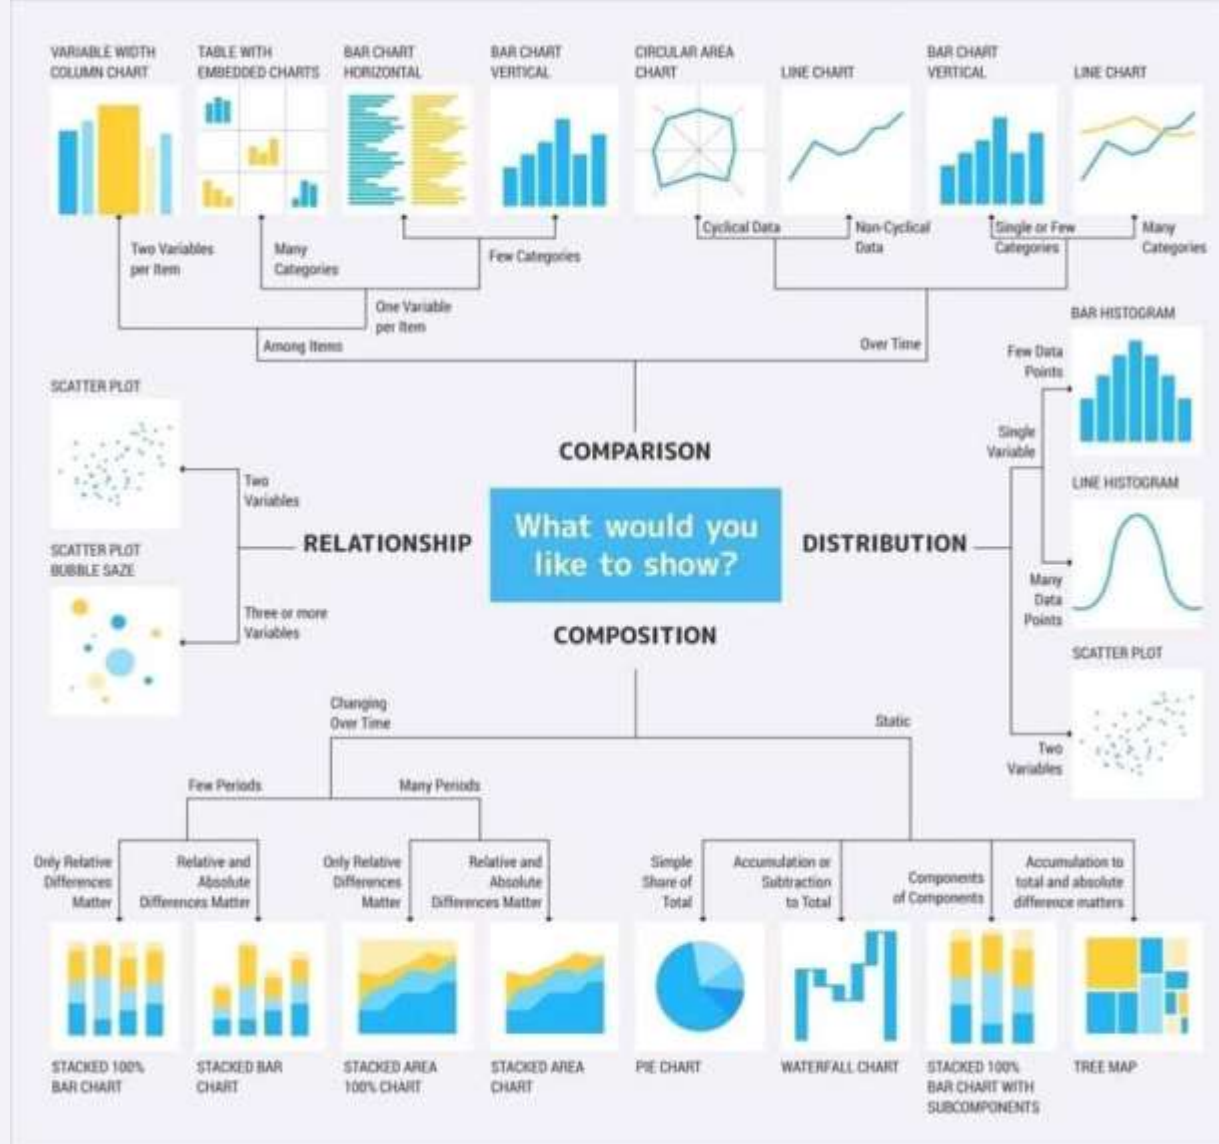 VARIABLE WIDTH
COLUMN CHART
TABLE WITH
EMBEDDED CHARTS
BAR CHART
HORIZONTAL
BAR CHART
VERTICAL
CIRCULAR AREA
CHART
LINE CHART
BAR CHART
VERTICAL
LINE CHART
Two Variables
per Item
Many
Categories
Few Categories
Cyclical Data
Non-Cyclical
Data
Single or Few
Categories
Many
Categories
One Variable
per Item
Among Items
Over Time
BAR HISTOGRAM
Few Data
Points
Single
Variable
LINE HISTOGRAM
Many
Data
Points
SCATTER PLOT
Two
Variables
SCATTER PLOT
Two
Variables
SCATTER PLOT
BUBBLE SAZE
Three or more
Variables
COMPARISON
RELATIONSHIP
What would you
like to show?
DISTRIBUTION
COMPOSITION
Changing
Over Time
Static
Few Periods
Many Periods
Only Relative
Differences
Matter
Relative and
Absolute
Differences Matter
Only Relative
Differences
Matter
Relative and
Absolute
Differences Matter
Simple
Share of
Total
Accumulation or
Subtraction
to Total
Components
of Components
Accumulation to
total and absolute
difference matters
STACKED 100%
BAR CHART
STACKED BAR
CHART
STACKED AREA
100% CHART
STACKED AREA
CHART
PIE CHART
WATERFALL CHART
STACKED 100%
BAR CHART WITH
SUBCOMPONENTS
TREE MAP